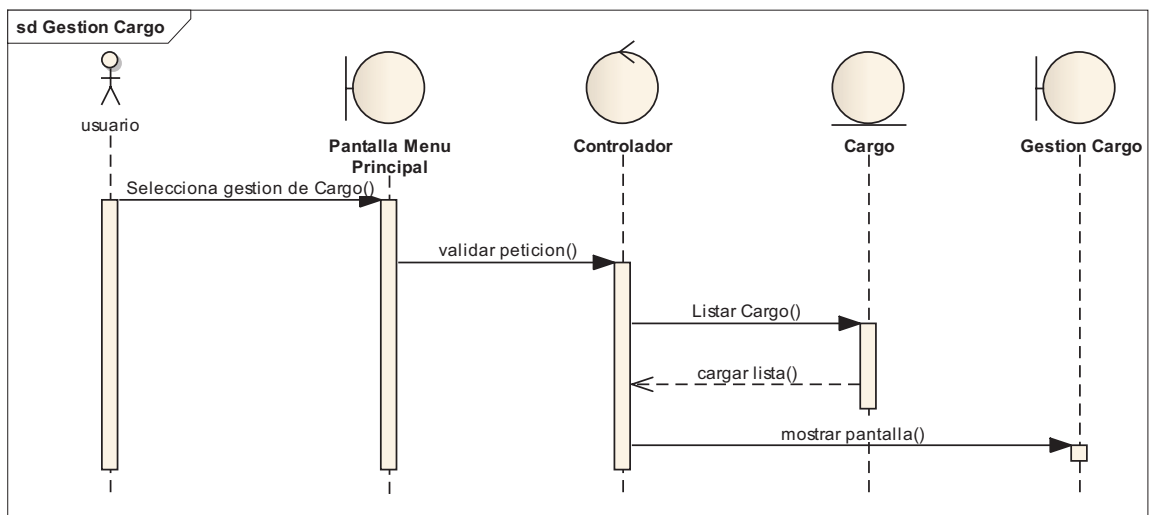 sd Gestion Cargo
usuario
Pantalla Menu
Principal
Controlador
Cargo
Gestion Cargo
Selecciona gestion de Cargo()
validar peticion()
Listar Cargo()
cargar lista()
mostrar pantalla()